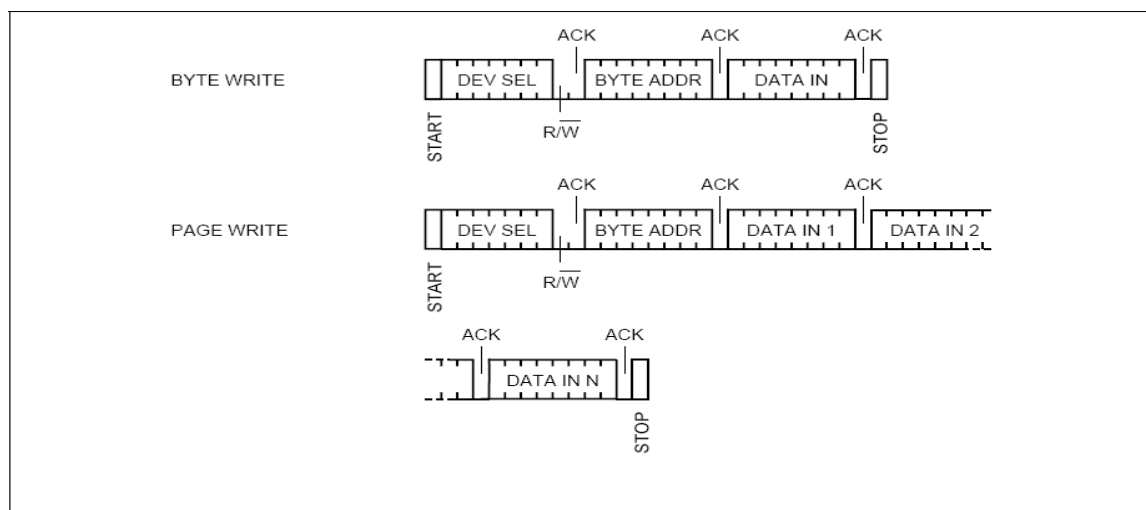 ACK ACK ACK
BYTE WRITE DEV SEL BYTE ADDR DATA IN
START R/W̅ STOP
ACK ACK ACK
PAGE WRITE DEV SEL BYTE ADDR DATA IN 1 DATA IN 2
START R/W̅
ACK ACK
DATA IN N
STOP